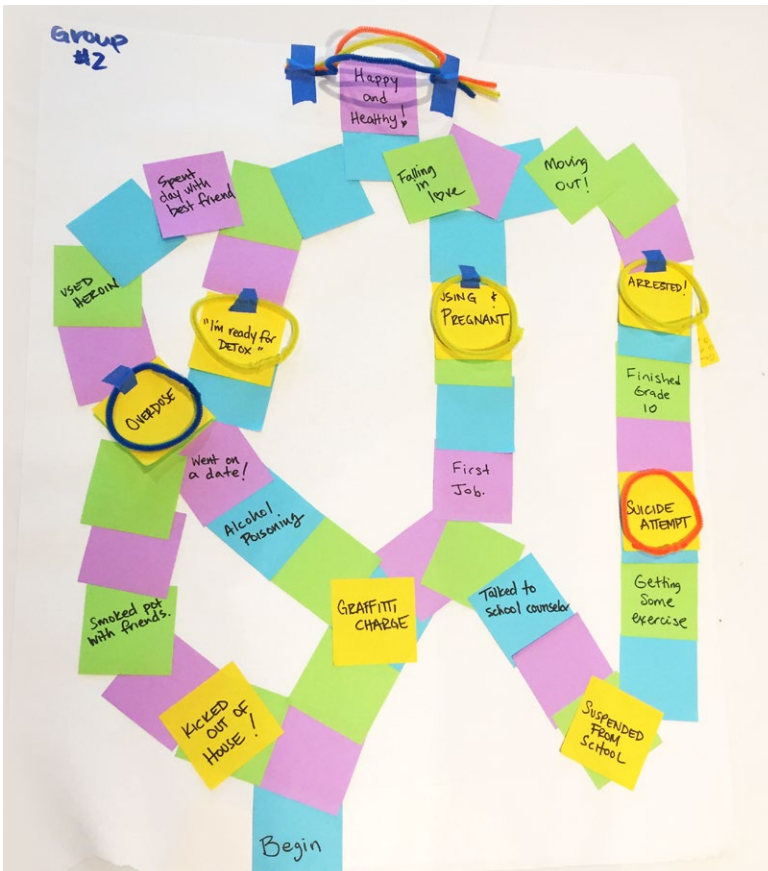 Group
#2
Happy
and
Healthy!
Falling
in
love
Moving
OUT!
Spent
day with
best friend
USED
HEROIN
"I'm ready for
DETOX"
USING &
PREGNANT
ARRESTED!
OVERDOSE
Finished
Grade
10
Went on
a date!
First
Job.
Alcohol
Poisoning
SUICIDE
ATTEMPT
Smoked pot
with friends.
GRAFFITI
CHARGE
Talked to
school counselor
Getting
Some
exercise
KICKED
OUT OF
HOUSE!
SUSPENDED
FROM
SCHOOL
Begin